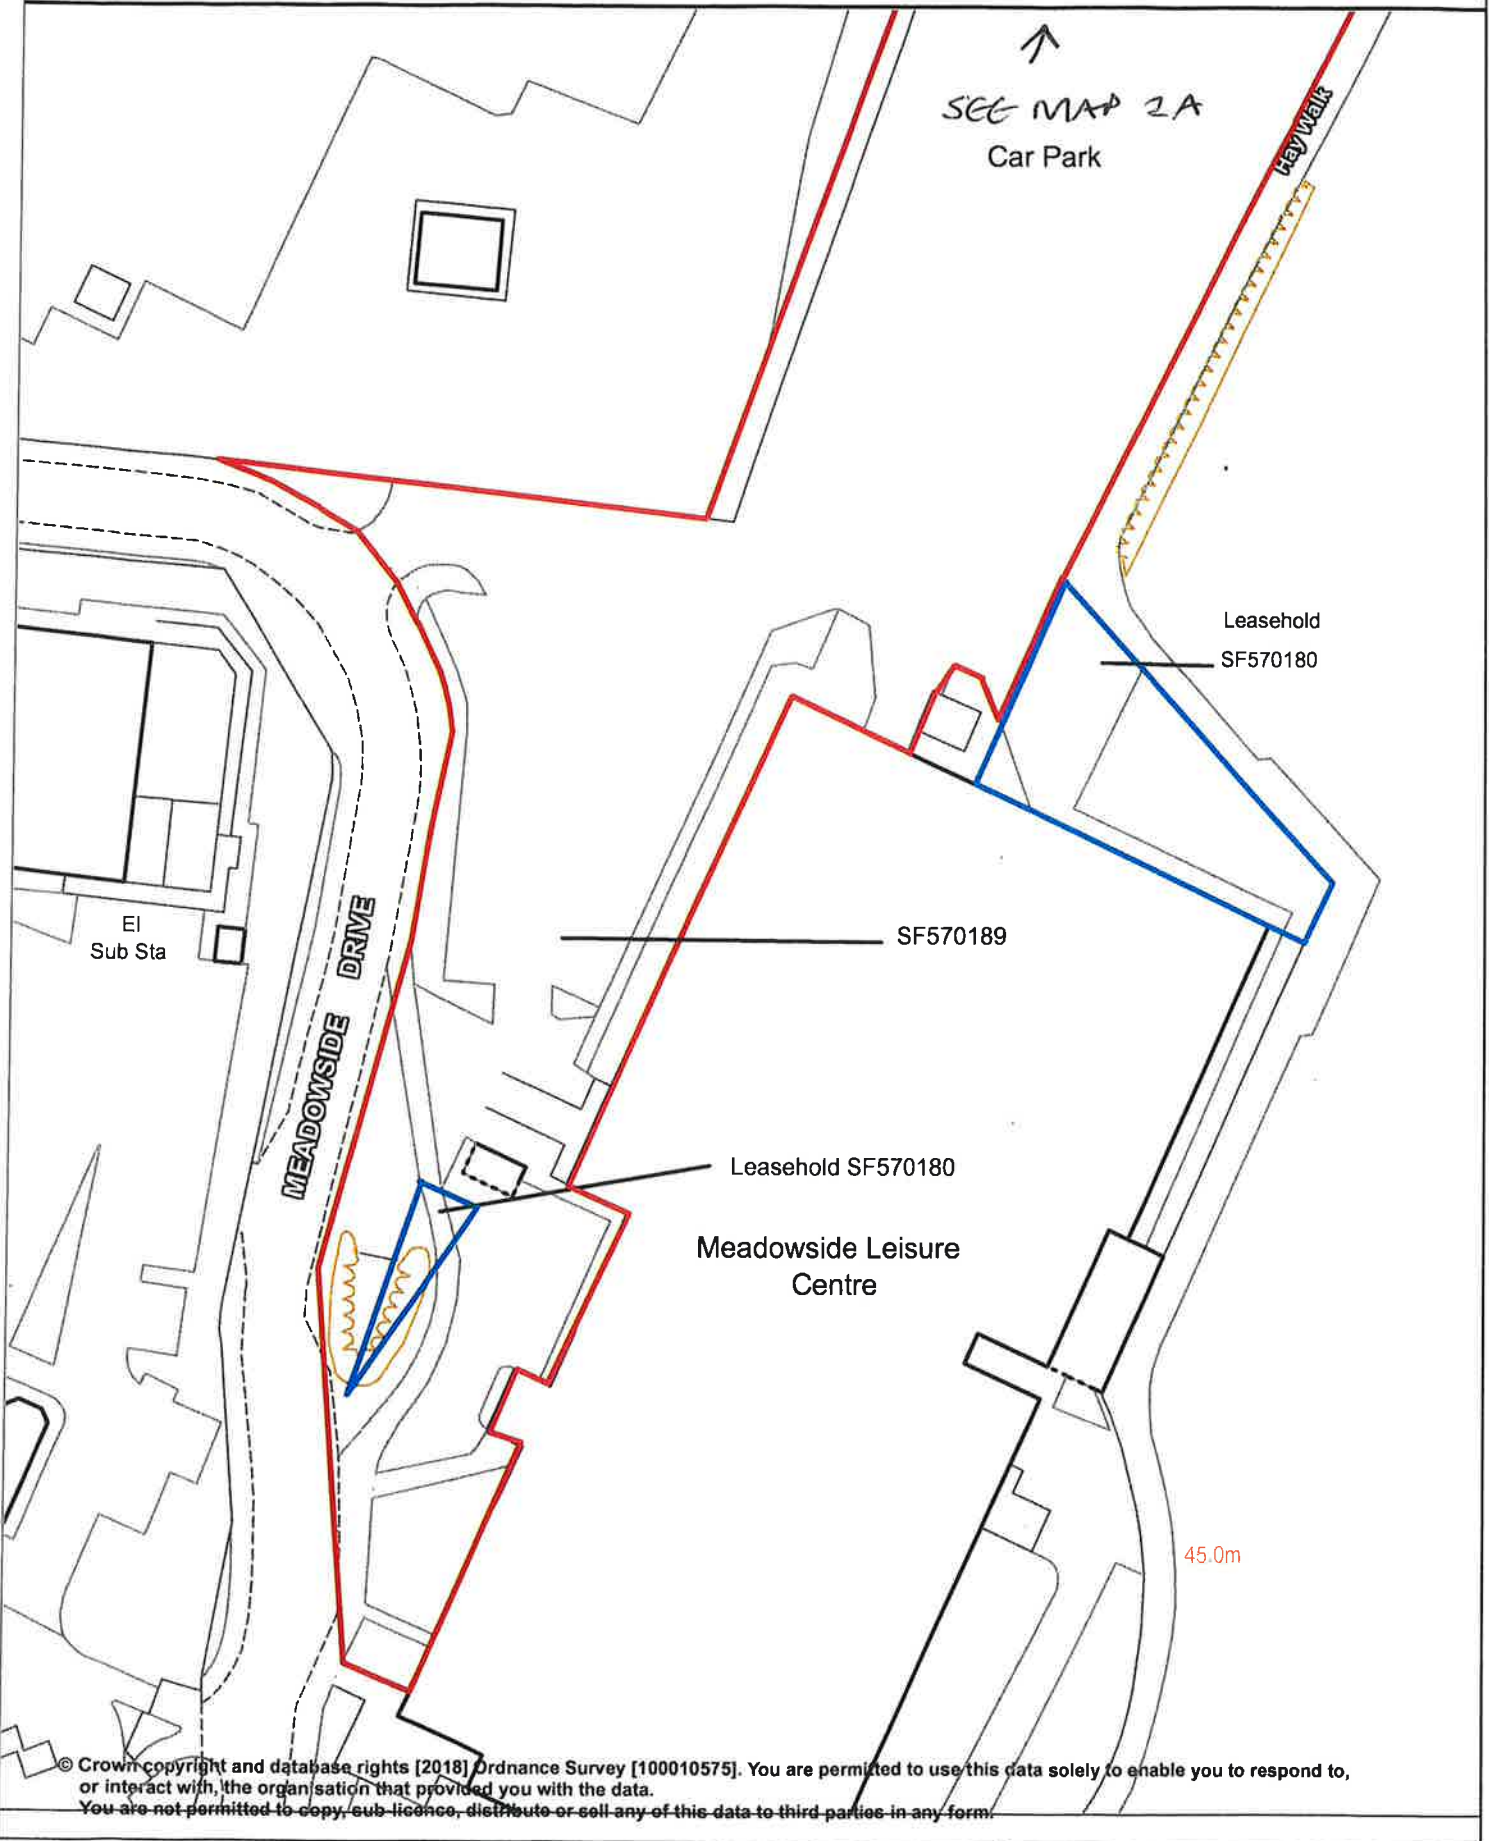 SEE MAP 2A
Car Park
Hay Walk
Leasehold
SF570180
El
Sub Sta
MEADOWSIDE DRIVE
SF570189
Leasehold SF570180
Meadowside Leisure
Centre
45.0m
© Crown copyright and database rights [2018] Ordnance Survey [100010575]. You are permitted to use this data solely to enable you to respond to,
or interact with, the organisation that provided you with the data.
You are not permitted to copy, sub-licence, distribute or sell any of this data to third parties in any form.